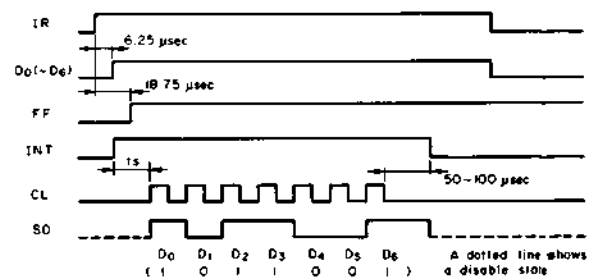 IR
6.25 µsec
D0(~D6)
18.75 µsec
FF
INT
ts
50~100 µsec
CL
SO
D0 D1 D2 D3 D4 D5 D6
( 1 0 1 1 0 0 1 )
A dotted line shows
a disable state